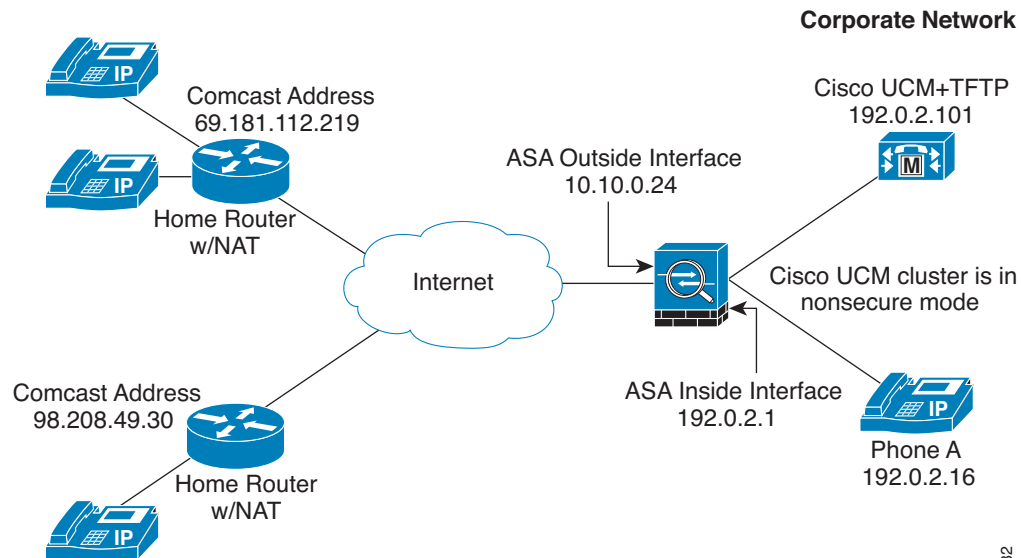 Corporate Network
IP
Comcast Address
69.181.112.219
IP
Home Router
w/NAT
Cisco UCM+TFTP
192.0.2.101
M
ASA Outside Interface
10.10.0.24
Internet
Cisco UCM cluster is in
nonsecure mode
Comcast Address
98.208.49.30
Home Router
w/NAT
IP
ASA Inside Interface
192.0.2.1
IP
Phone A
192.0.2.16